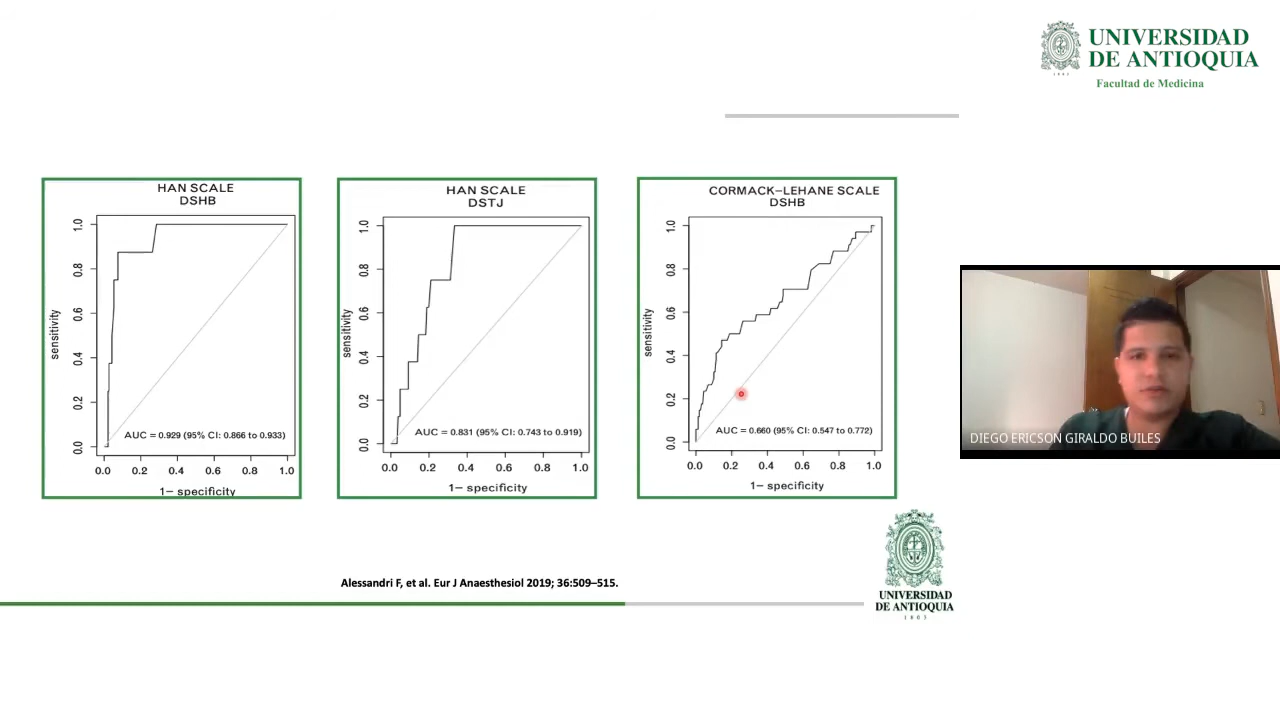 UNIVERSIDAD
DE ANTIOQUIA
1803
Facultad de Medicina
HAN SCALE
DSHB
sensitivity
0.0 0.2 0.4 0.6 0.8 1.0
AUC = 0.929 (95% CI: 0.866 to 0.933)
0.0 0.2 0.4 0.6 0.8 1.0
1– specificity
HAN SCALE
DSTJ
sensitivity
0.0 0.2 0.4 0.6 0.8 1.0
AUC = 0.831 (95% CI: 0.743 to 0.919)
0.0 0.2 0.4 0.6 0.8 1.0
1– specificity
CORMACK–LEHANE SCALE
DSHB
sensitivity
0.0 0.2 0.4 0.6 0.8 1.0
AUC = 0.660 (95% CI: 0.547 to 0.772)
0.0 0.2 0.4 0.6 0.8 1.0
1– specificity
DIEGO ERICSON GIRALDO BUILES
Alessandri F, et al. Eur J Anaesthesiol 2019; 36:509–515.
UNIVERSIDAD
DE ANTIOQUIA
1803